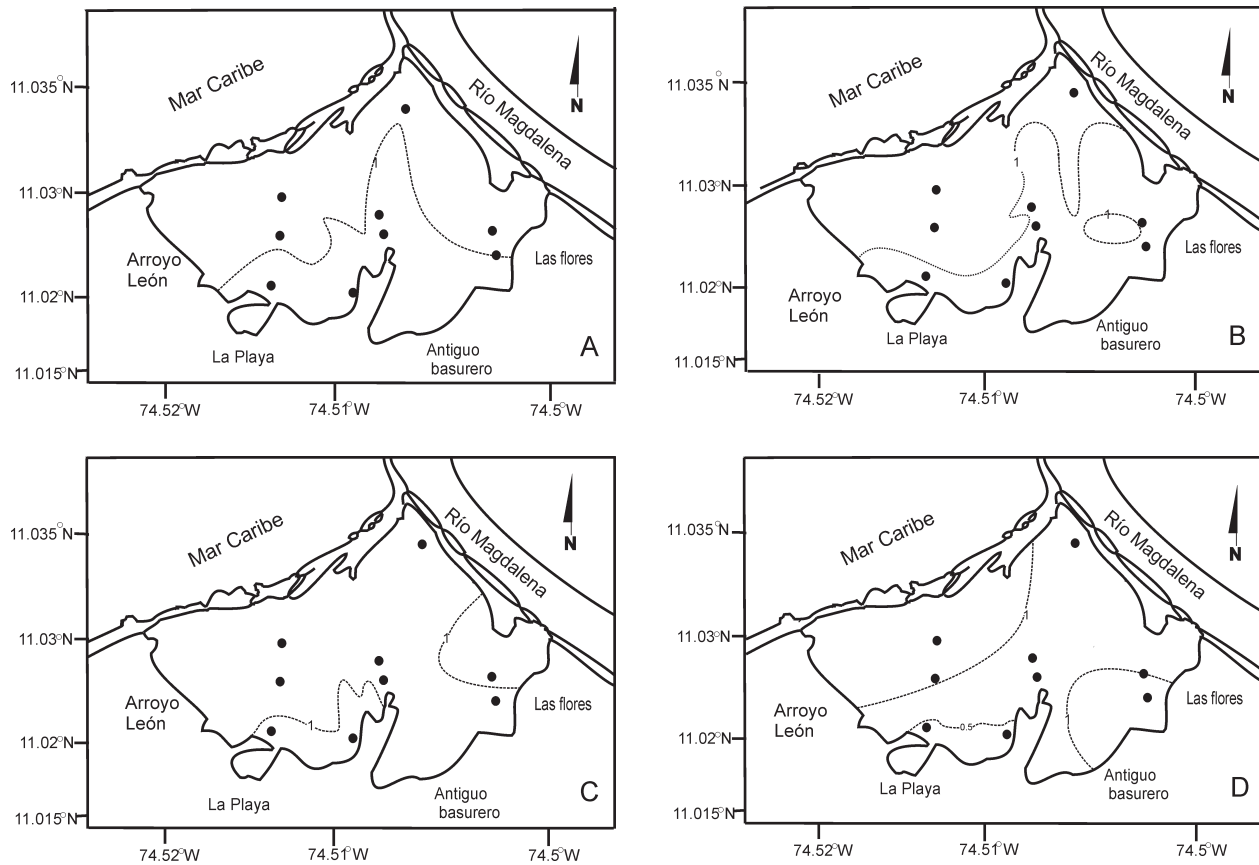 Mar Caribe
Río Magdalena
N
11.035°
11.03°N
11.02°N
11.015°N
1
Arroyo
León
Las flores
La Playa
Antiguo
basurero
A
74.52°W
74.51°W
74.5°W
Mar Caribe
Río Magdalena
N
11.035°
11.03°N
11.02°N
11.015°N
1
1
Arroyo
León
Las flores
La Playa
Antiguo
basurero
B
74.52°W
74.51°W
74.5°W
Mar Caribe
Río Magdalena
N
11.035°
11.03°N
11.02°N
11.015°N
1
1
Arroyo
León
Las flores
La Playa
Antiguo
basurero
C
74.52°W
74.51°W
74.5°W
Mar Caribe
Río Magdalena
N
11.035°
11.03°N
11.02°N
11.015°N
1
1
0.5
Arroyo
León
Las flores
La Playa
Antiguo
basurero
D
74.52°W
74.51°W
74.5°W